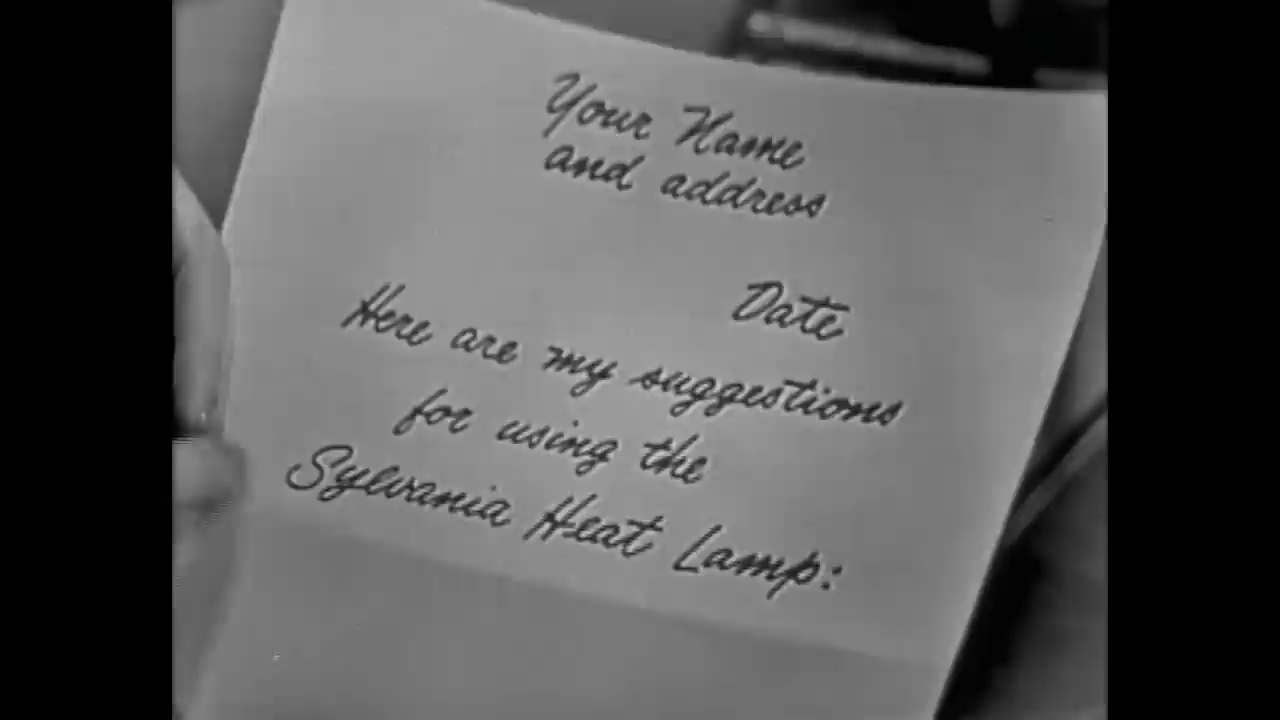 Your Name
and address
Date
Here are my suggestions
for using the
Sylvania Heat Lamp: